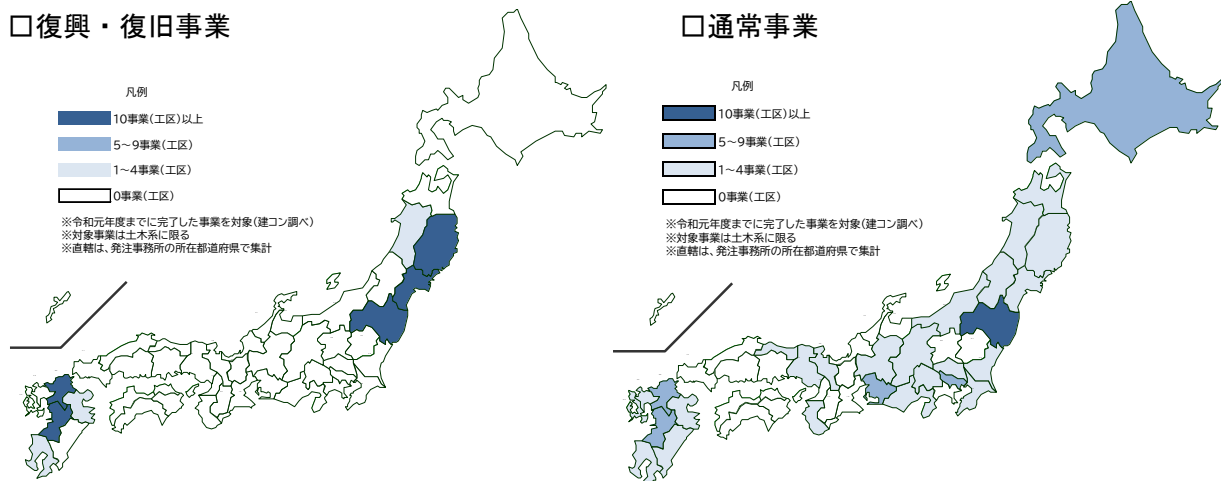 □復興・復旧事業
凡例
10事業(工区)以上
5～9事業(工区)
1～4事業(工区)
0事業(工区)
※令和元年度までに完了した事業を対象(建コン調べ)
※対象事業は土木系に限る
※直轄は、発注事務所の所在都道府県で集計
□通常事業
凡例
10事業(工区)以上
5～9事業(工区)
1～4事業(工区)
0事業(工区)
※令和元年度までに完了した事業を対象(建コン調べ)
※対象事業は土木系に限る
※直轄は、発注事務所の所在都道府県で集計